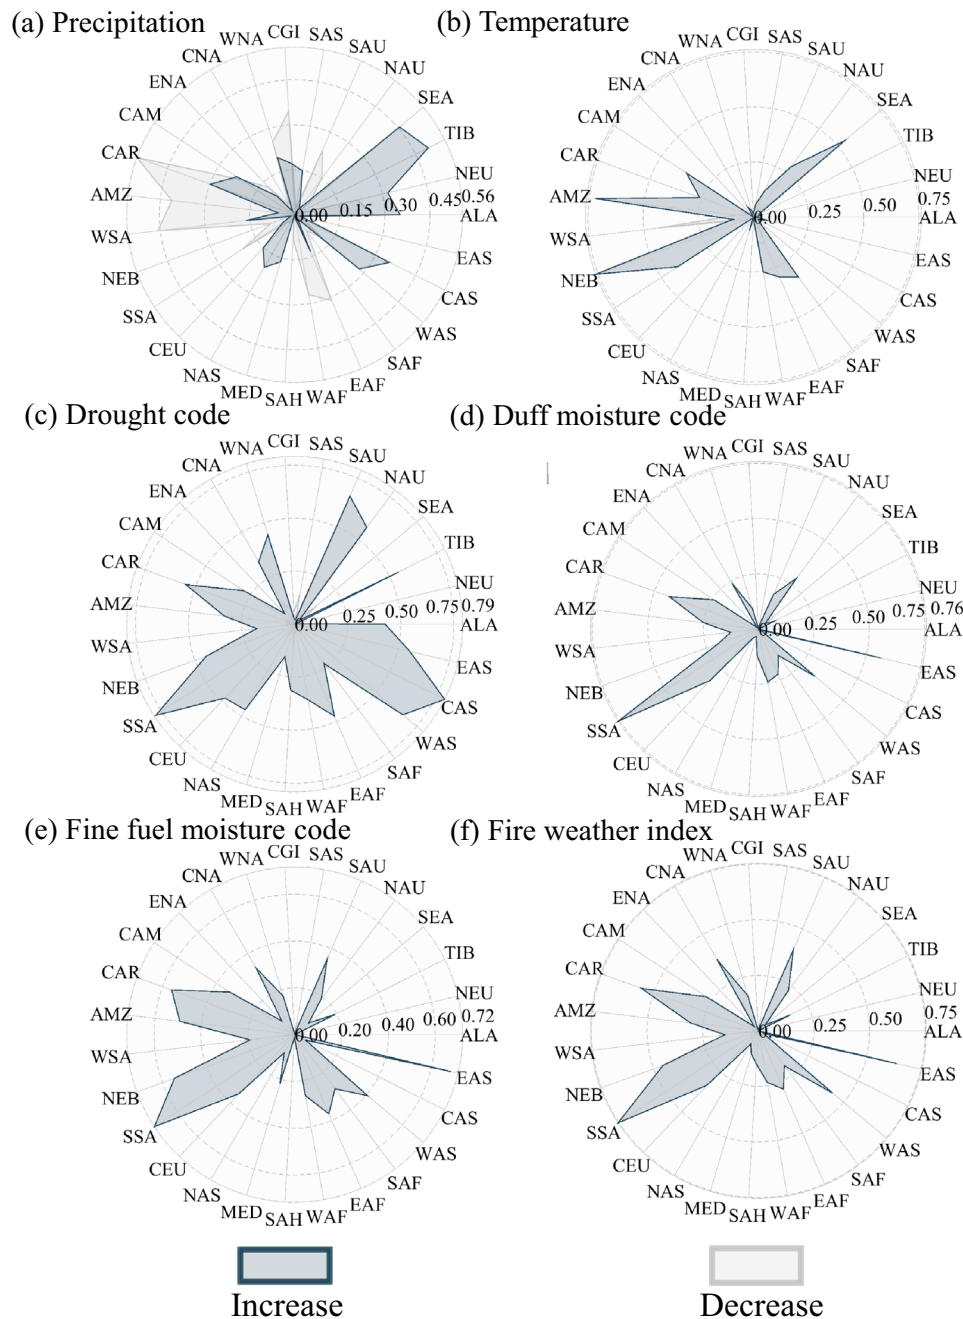 (a) Precipitation
CGI
SAS
SAU
NAU
SEA
TIB
NEU
ALA
EAS
CAS
WAS
SAF
EAF
WAF
SAH
MED
NAS
CEU
SSA
NEB
WSA
AMZ
CAR
CAM
ENA
CNA
WNA
0.00 0.15 0.30 0.45 0.56
(b) Temperature
CGI
SAS
SAU
NAU
SEA
TIB
NEU
ALA
EAS
CAS
WAS
SAF
EAF
WAF
SAH
MED
NAS
CEU
SSA
NEB
WSA
AMZ
CAR
CAM
ENA
CNA
WNA
0.00 0.25 0.50 0.75
(c) Drought code
CGI
SAS
SAU
NAU
SEA
TIB
NEU
ALA
EAS
CAS
WAS
SAF
EAF
WAF
SAH
MED
NAS
CEU
SSA
NEB
WSA
AMZ
CAR
CAM
ENA
CNA
WNA
0.00 0.25 0.50 0.75 0.79
(d) Duff moisture code
CGI
SAS
SAU
NAU
SEA
TIB
NEU
ALA
EAS
CAS
WAS
SAF
EAF
WAF
SAH
MED
NAS
CEU
SSA
NEB
WSA
AMZ
CAR
CAM
ENA
CNA
WNA
0.00 0.25 0.50 0.75 0.76
(e) Fine fuel moisture code
CGI
SAS
SAU
NAU
SEA
TIB
NEU
ALA
EAS
CAS
WAS
SAF
EAF
WAF
SAH
MED
NAS
CEU
SSA
NEB
WSA
AMZ
CAR
CAM
ENA
CNA
WNA
0.00 0.20 0.40 0.60 0.72
(f) Fire weather index
CGI
SAS
SAU
NAU
SEA
TIB
NEU
ALA
EAS
CAS
WAS
SAF
EAF
WAF
SAH
MED
NAS
CEU
SSA
NEB
WSA
AMZ
CAR
CAM
ENA
CNA
WNA
0.00 0.25 0.50 0.75
Increase
Decrease